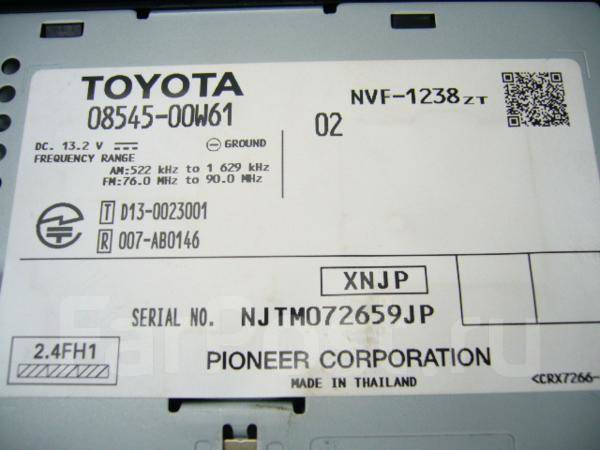 TOYOTA
08545-00W61
NVF-1238ZT
02
DC. 13.2 V
GROUND
FREQUENCY RANGE
AM:522 kHz to 1 629 kHz
FM:76.0 MHz to 90.0 MHz
T D13-0023001
R 007-AB0146
XNJP
SERIAL NO. NJTM072659JP
2.4FH1
PIONEER CORPORATION
MADE IN THAILAND
<CRX7266-